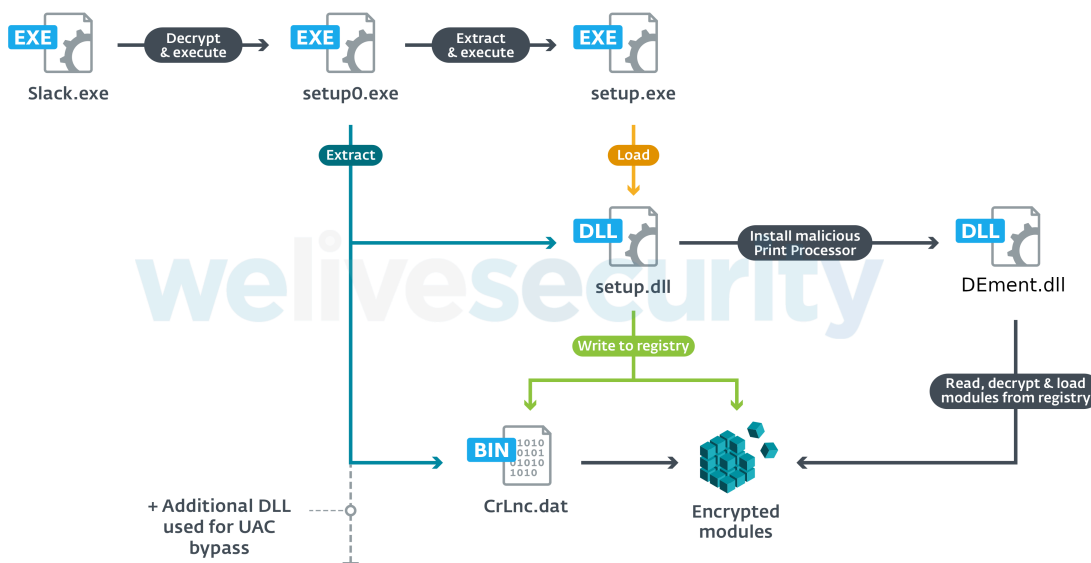 EXE
Decrypt
& execute
EXE
Extract
& execute
EXE
Slack.exe
setup0.exe
setup.exe
Extract
Load
DLL
Install malicious
Print Processor
DLL
welivesecurity
setup.dll
DEment.dll
Write to registry
Read, decrypt & load
modules from registry
BIN
1010
0101
01010
1010
CrLnc.dat
Encrypted
modules
+ Additional DLL
used for UAC
bypass